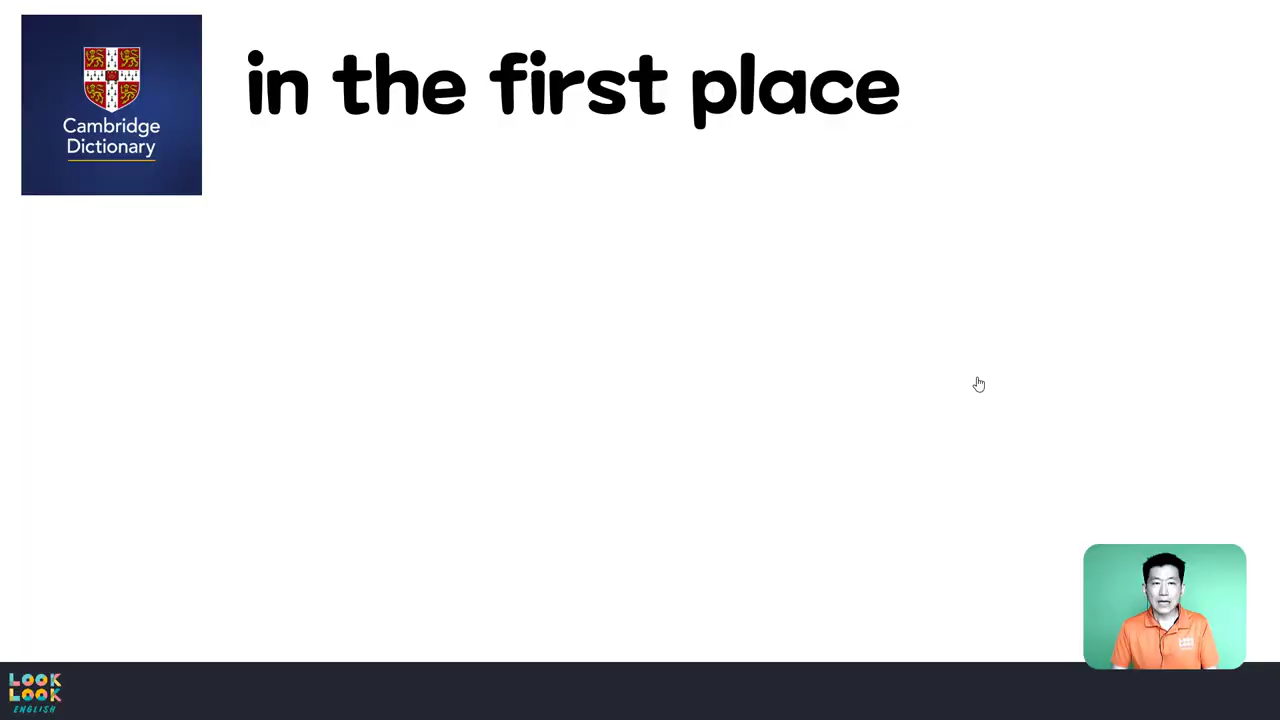 in the first place
Cambridge
Dictionary
LOOK
LOOK
ENGLISH